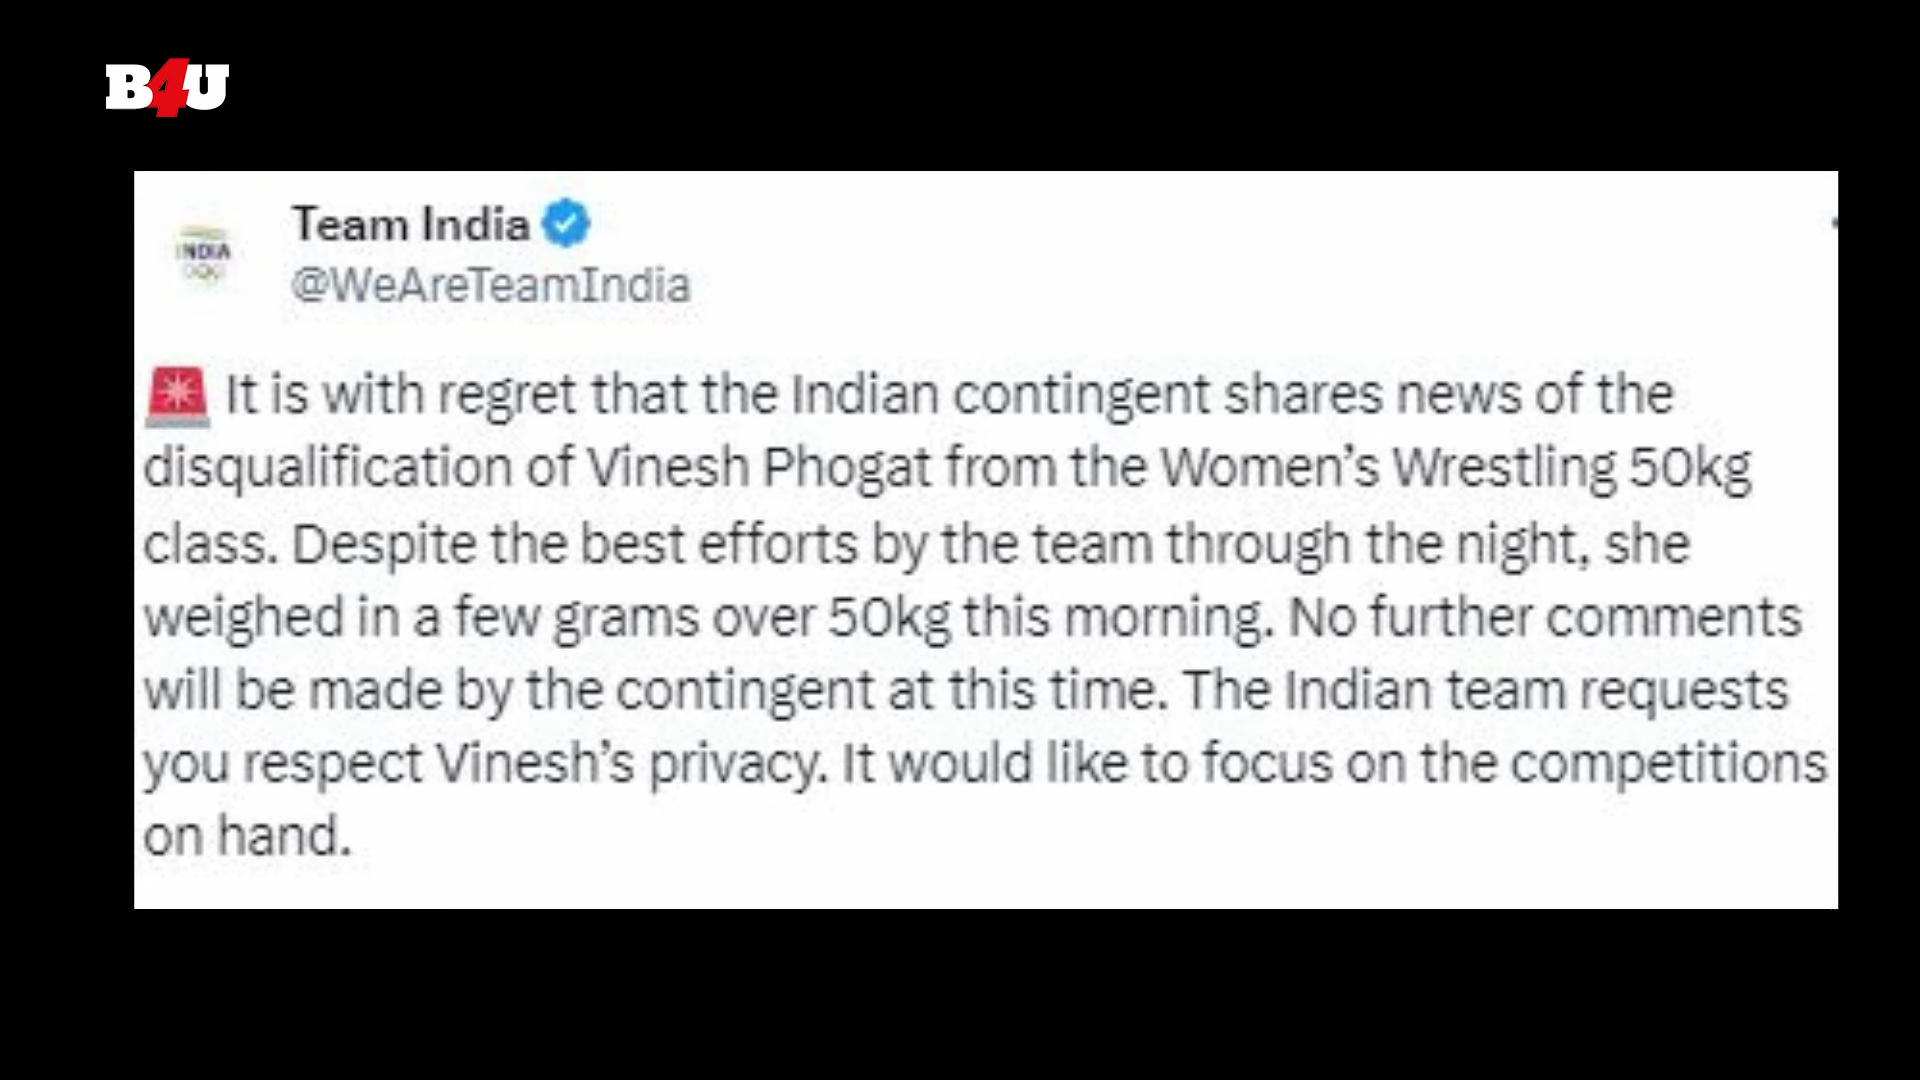 B4U
Team India
@WeAreTeamIndia
🚨 It is with regret that the Indian contingent shares news of the
disqualification of Vinesh Phogat from the Women’s Wrestling 50kg
class. Despite the best efforts by the team through the night, she
weighed in a few grams over 50kg this morning. No further comments
will be made by the contingent at this time. The Indian team requests
you respect Vinesh’s privacy. It would like to focus on the competitions
on hand.
INDIA